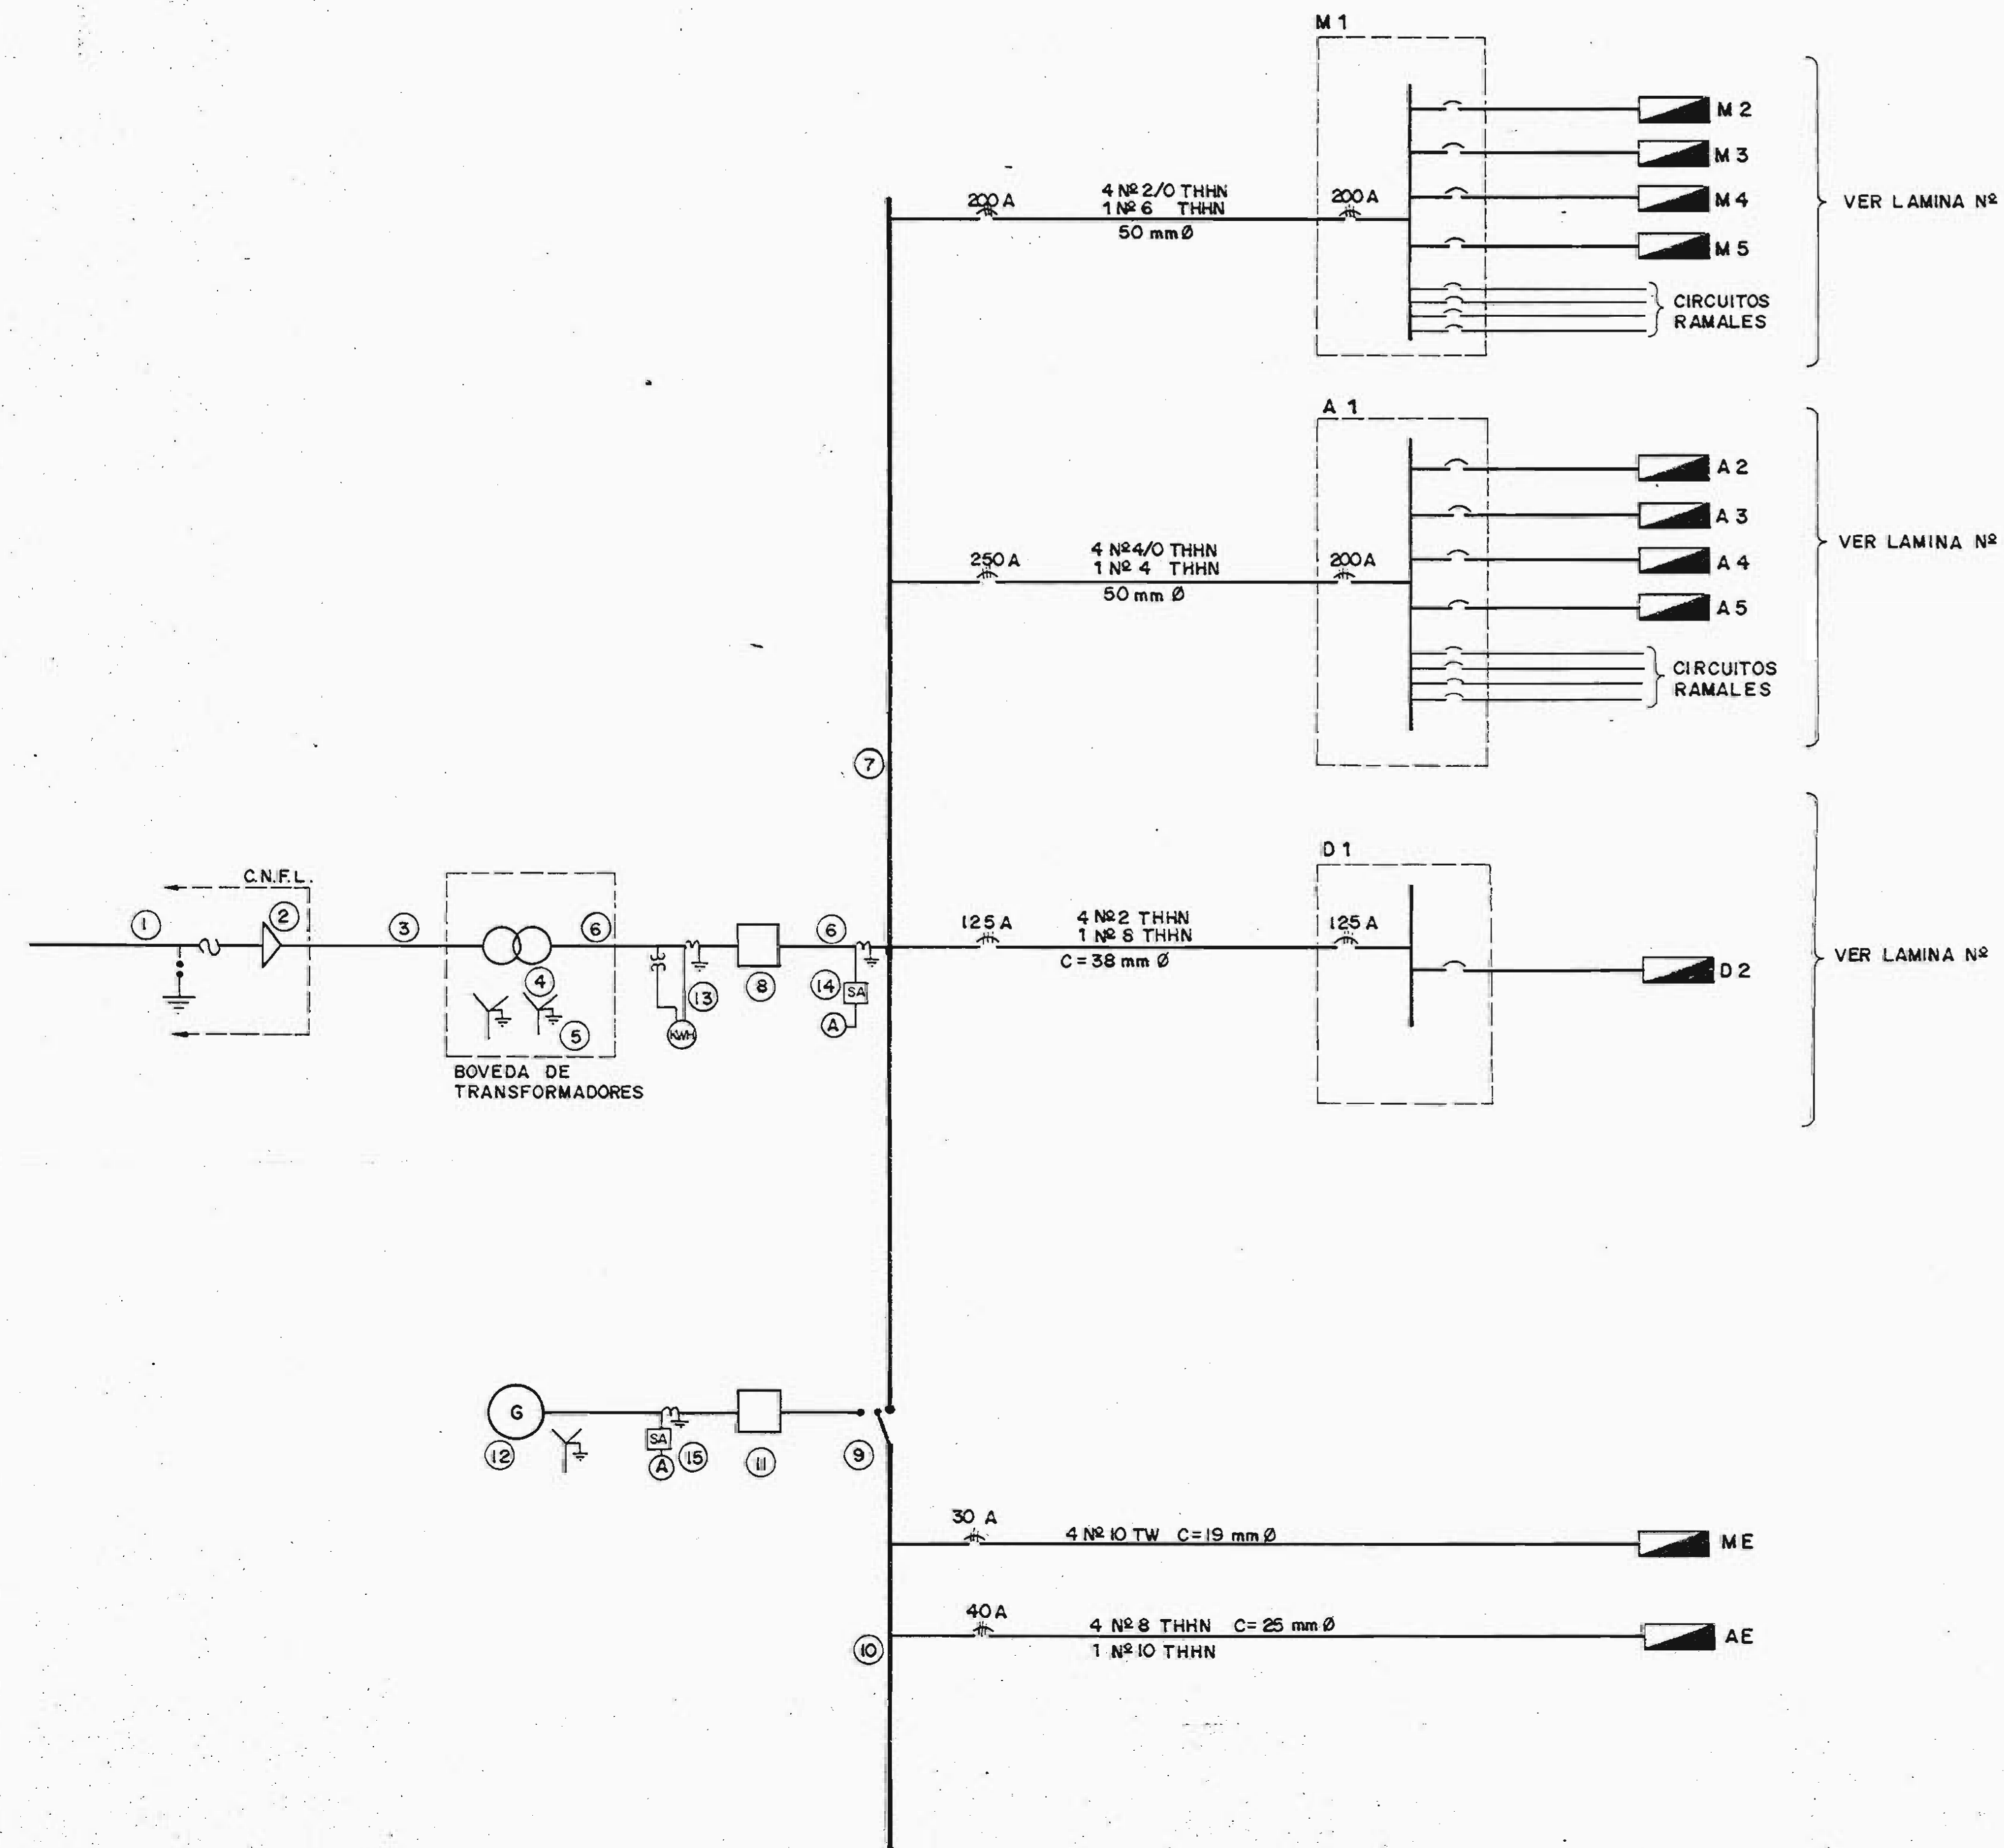 M 1
M 2
M 3
200 A
4 Nº 2/0 THHN
1 Nº 6 THHN
50 mm Ø
200 A
M 4
VER LAMINA Nº
M 5
CIRCUITOS
RAMALES
A 1
A 2
A 3
250 A
4 Nº 4/0 THHN
1 Nº 4 THHN
50 mm Ø
200 A
A 4
VER LAMINA Nº
A 5
CIRCUITOS
RAMALES
7
D 1
C.N.F.L.
1
2
3
6
4
5
BOVEDA DE
TRANSFORMADORES
13
KWH
8
6
14
SA
A
125 A
4 Nº 2 THHN
1 Nº 8 THHN
C = 38 mm Ø
125 A
D 2
VER LAMINA Nº
G
12
SA
A
15
11
9
30 A
4 Nº 10 TW C=19 mm Ø
ME
10
40 A
4 Nº 8 THHN C= 25 mm Ø
1 Nº 10 THHN
AE